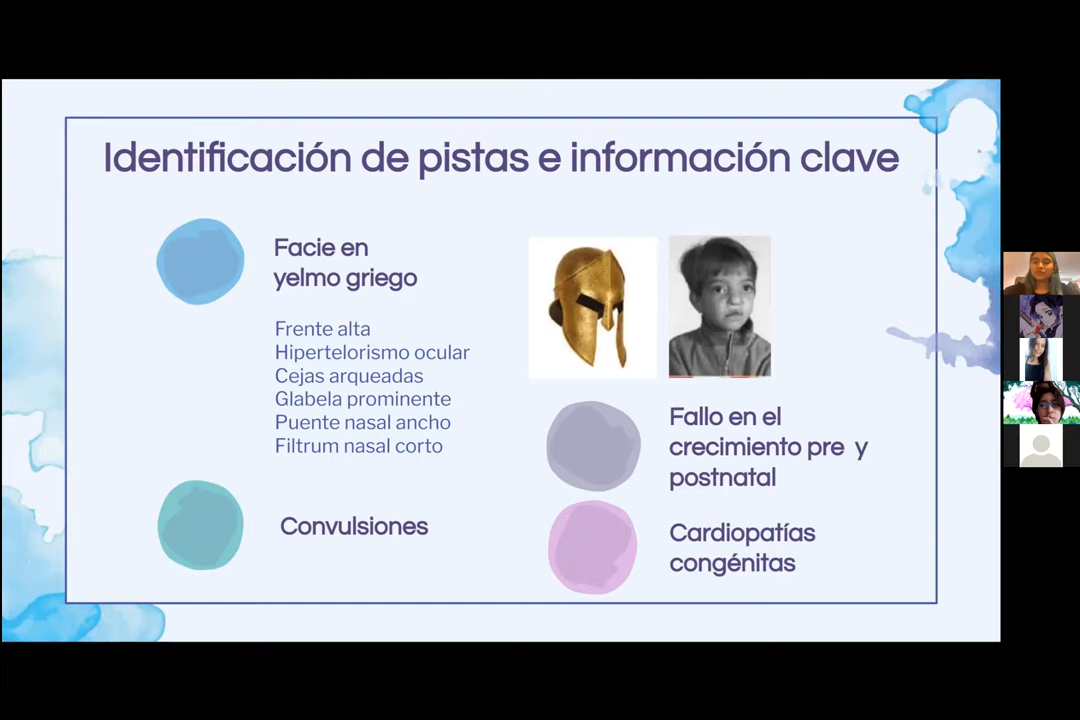 Identificación de pistas e información clave
Facie en
yelmo griego
Frente alta
Hipertelorismo ocular
Cejas arqueadas
Glabela prominente
Puente nasal ancho
Filtrum nasal corto
Convulsiones
Fallo en el
crecimiento pre y
postnatal
Cardiopatías
congénitas